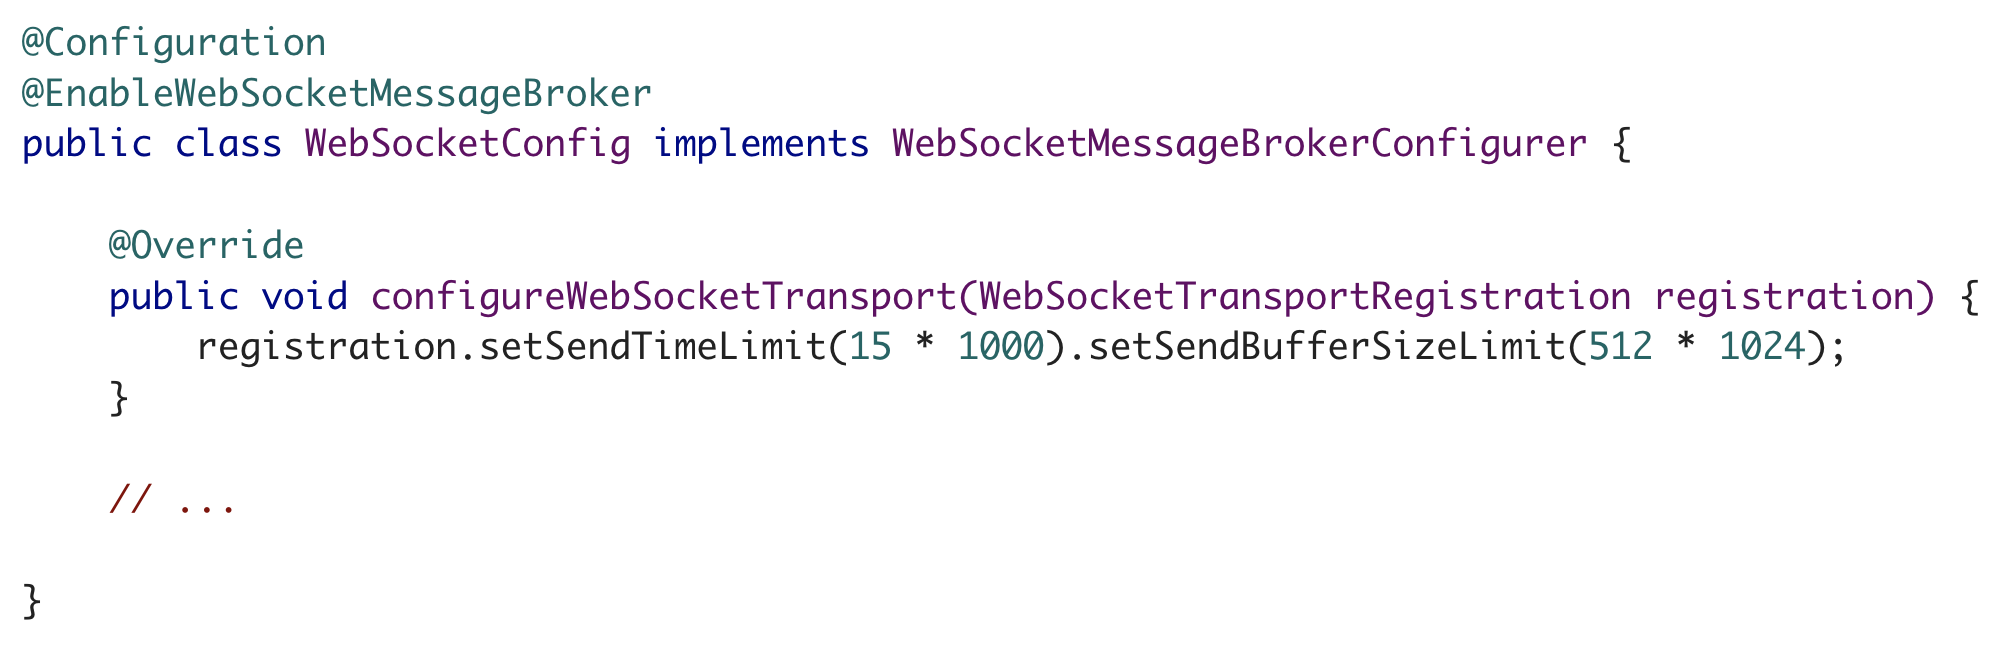 @Configuration
@EnableWebSocketMessageBroker
public class WebSocketConfig implements WebSocketMessageBrokerConfigurer {
    @Override
    public void configureWebSocketTransport(WebSocketTransportRegistration registration) {
        registration.setSendTimeLimit(15 * 1000).setSendBufferSizeLimit(512 * 1024);
    }
    // ...
}